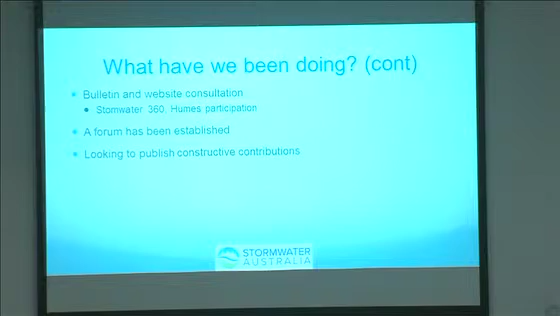 What have we been doing? (cont)
Bulletin and website consultation
Stomwater 360, Humes participation
A forum has been established
Looking to publish constructive contributions
STORMWATER
AUSTRALIA